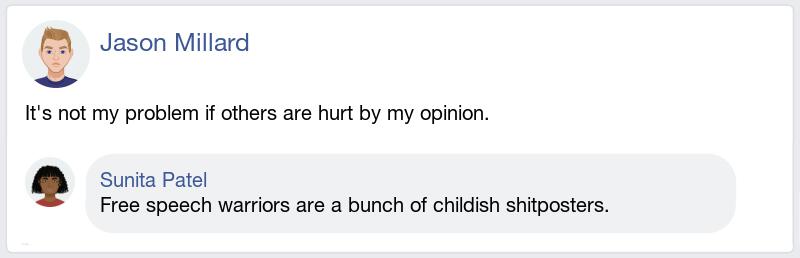 Jason Millard
It's not my problem if others are hurt by my opinion.
Sunita Patel
Free speech warriors are a bunch of childish shitposters.